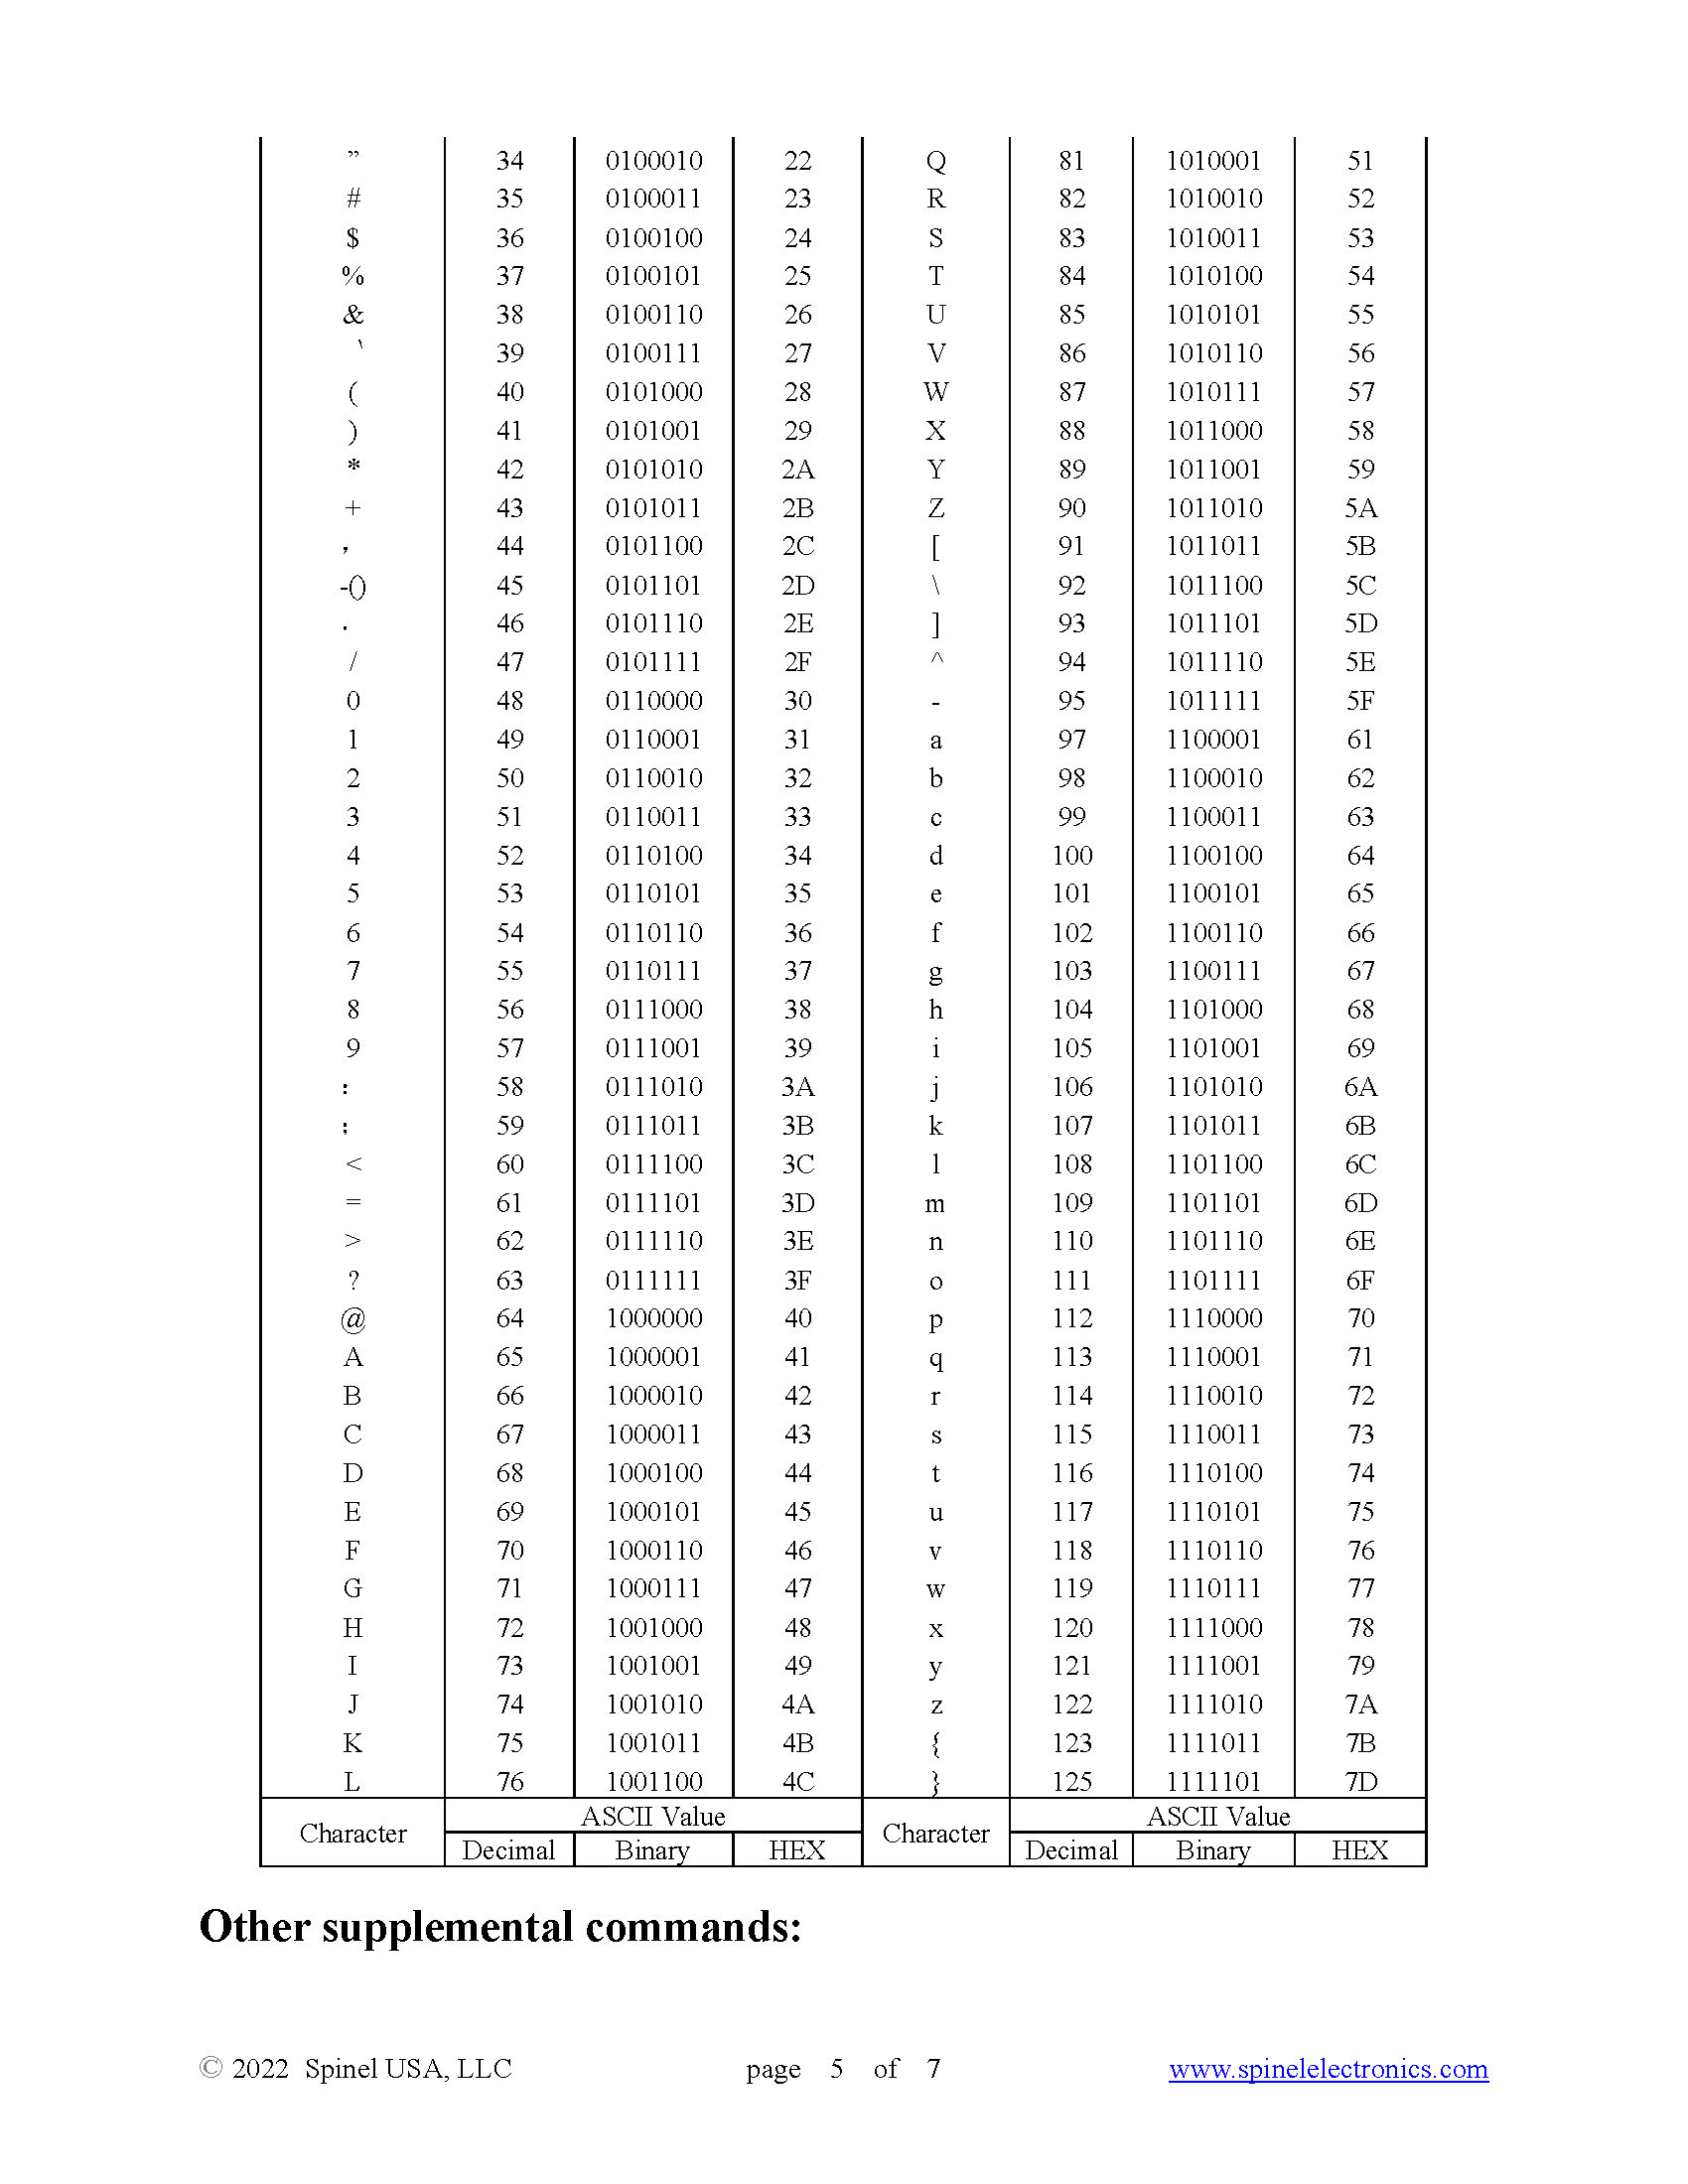 ” 34 0100010 22 Q 81 1010001 51
# 35 0100011 23 R 82 1010010 52
$ 36 0100100 24 S 83 1010011 53
% 37 0100101 25 T 84 1010100 54
& 38 0100110 26 U 85 1010101 55
‵ 39 0100111 27 V 86 1010110 56
( 40 0101000 28 W 87 1010111 57
) 41 0101001 29 X 88 1011000 58
* 42 0101010 2A Y 89 1011001 59
+ 43 0101011 2B Z 90 1011010 5A
, 44 0101100 2C [ 91 1011011 5B
-() 45 0101101 2D \ 92 1011100 5C
. 46 0101110 2E ] 93 1011101 5D
/ 47 0101111 2F ^ 94 1011110 5E
0 48 0110000 30 - 95 1011111 5F
1 49 0110001 31 a 97 1100001 61
2 50 0110010 32 b 98 1100010 62
3 51 0110011 33 c 99 1100011 63
4 52 0110100 34 d 100 1100100 64
5 53 0110101 35 e 101 1100101 65
6 54 0110110 36 f 102 1100110 66
7 55 0110111 37 g 103 1100111 67
8 56 0111000 38 h 104 1101000 68
9 57 0111001 39 i 105 1101001 69
: 58 0111010 3A j 106 1101010 6A
; 59 0111011 3B k 107 1101011 6B
< 60 0111100 3C l 108 1101100 6C
= 61 0111101 3D m 109 1101101 6D
> 62 0111110 3E n 110 1101110 6E
? 63 0111111 3F o 111 1101111 6F
@ 64 1000000 40 p 112 1110000 70
A 65 1000001 41 q 113 1110001 71
B 66 1000010 42 r 114 1110010 72
C 67 1000011 43 s 115 1110011 73
D 68 1000100 44 t 116 1110100 74
E 69 1000101 45 u 117 1110101 75
F 70 1000110 46 v 118 1110110 76
G 71 1000111 47 w 119 1110111 77
H 72 1001000 48 x 120 1111000 78
I 73 1001001 49 y 121 1111001 79
J 74 1001010 4A z 122 1111010 7A
K 75 1001011 4B { 123 1111011 7B
L 76 1001100 4C } 125 1111101 7D
Character ASCII Value Character ASCII Value
Decimal Binary HEX Decimal Binary HEX
Other supplemental commands:
© 2022 Spinel USA, LLC page 5 of 7 www.spinelelectronics.com